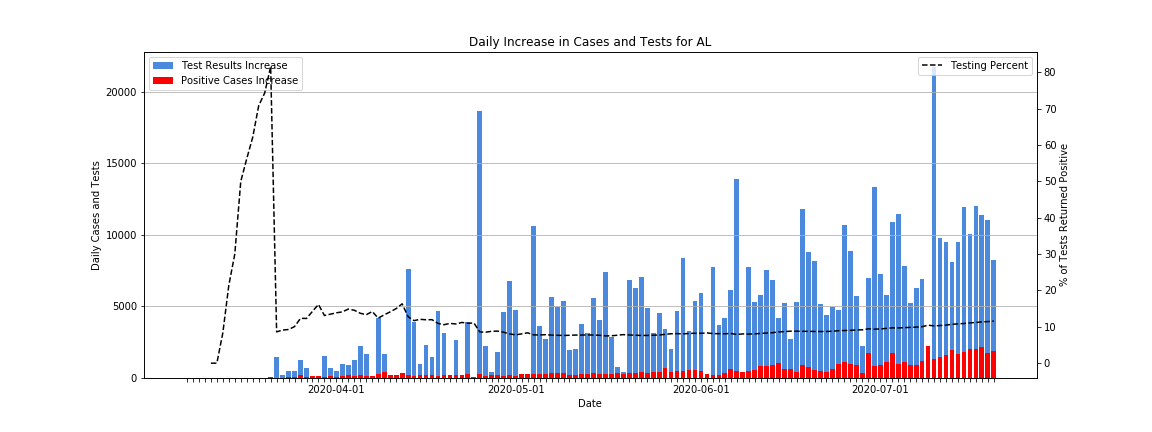 Daily Increase in Cases and Tests for AL
Test Results Increase
Positive Cases Increase
Testing Percent
Daily Cases and Tests
20000
15000
10000
5000
0
80
70
60
50
40
30
20
10
0
% of Tests Returned Positive
2020-04-01
2020-05-01
2020-06-01
2020-07-01
Date